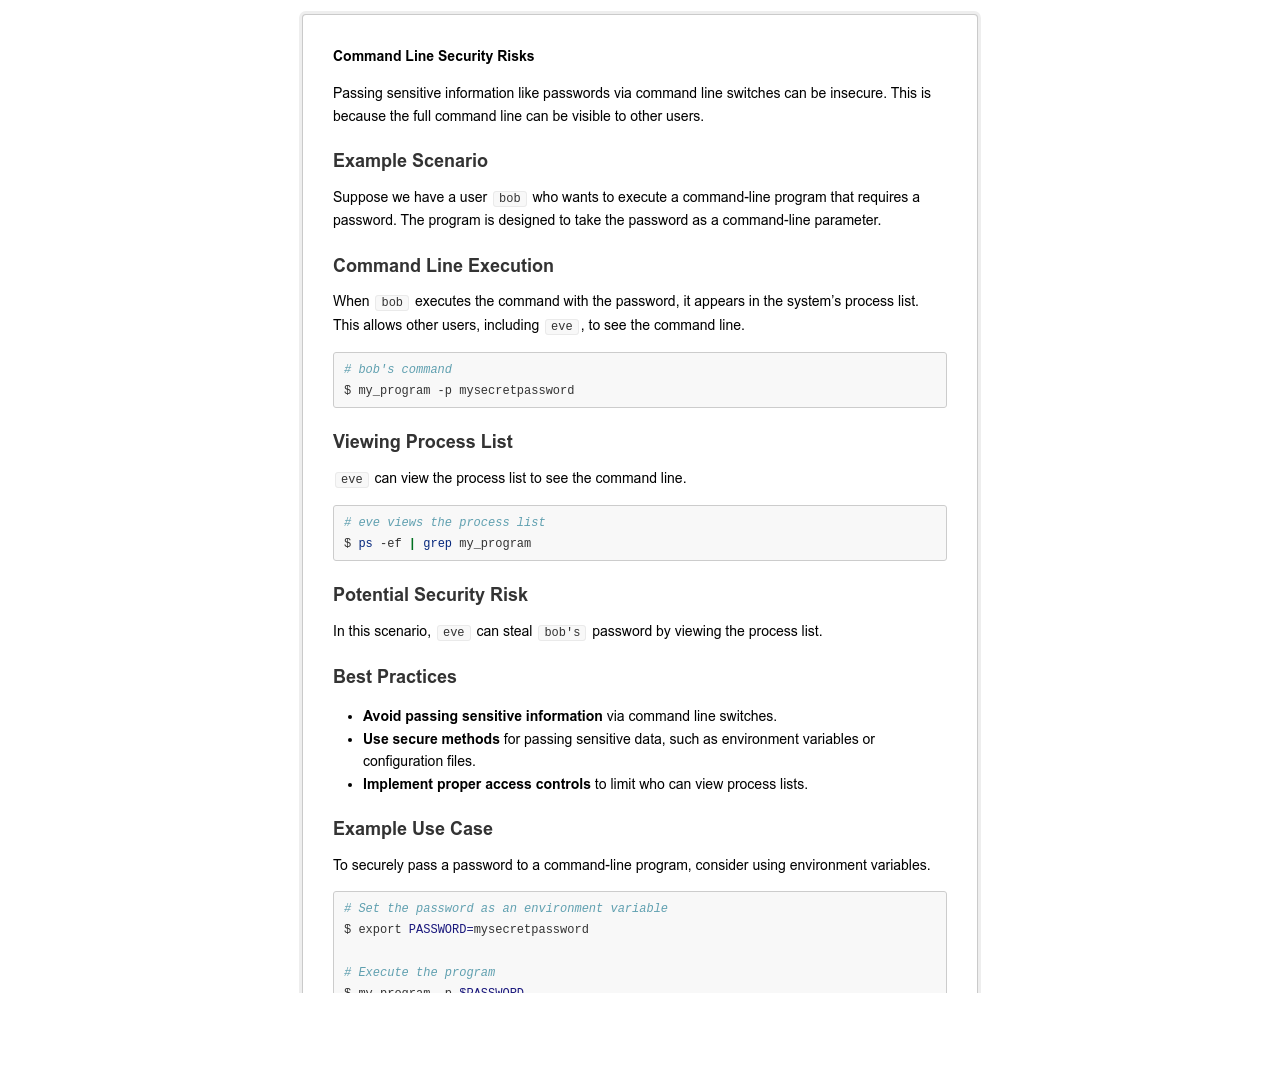 Command Line Security Risks
Passing sensitive information like passwords via command line switches can be insecure. This is
because the full command line can be visible to other users.
Example Scenario
Suppose we have a user bob who wants to execute a command-line program that requires a
password. The program is designed to take the password as a command-line parameter.
Command Line Execution
When bob executes the command with the password, it appears in the system’s process list.
This allows other users, including eve, to see the command line.
# bob's command
$ my_program -p mysecretpassword
Viewing Process List
eve can view the process list to see the command line.
# eve views the process list
$ ps -ef | grep my_program
Potential Security Risk
In this scenario, eve can steal bob's password by viewing the process list.
Best Practices
• Avoid passing sensitive information via command line switches.
• Use secure methods for passing sensitive data, such as environment variables or
configuration files.
• Implement proper access controls to limit who can view process lists.
Example Use Case
To securely pass a password to a command-line program, consider using environment variables.
# Set the password as an environment variable
$ export PASSWORD=mysecretpassword
# Execute the program
$ my_program -p $PASSWORD